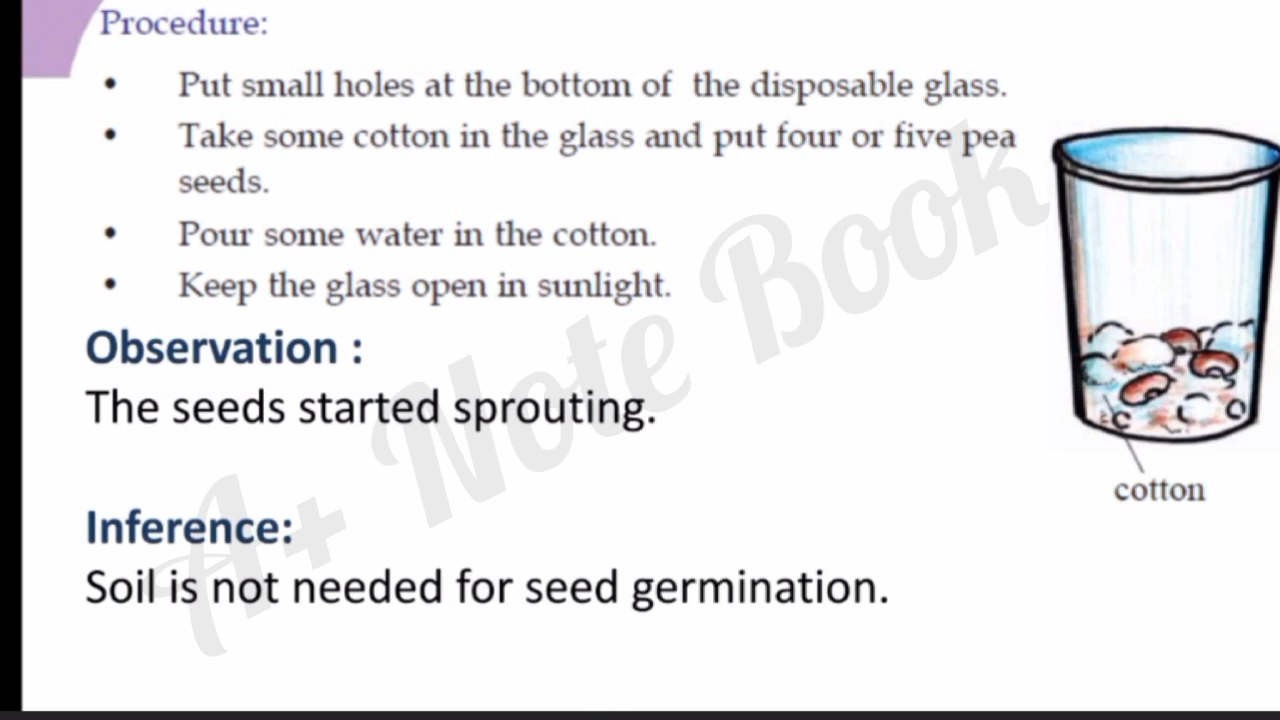 Procedure:
• Put small holes at the bottom of the disposable glass.
• Take some cotton in the glass and put four or five pea
seeds.
• Pour some water in the cotton.
• Keep the glass open in sunlight.
Observation :
The seeds started sprouting.
Inference:
Soil is not needed for seed germination.
cotton
A+ Note Book